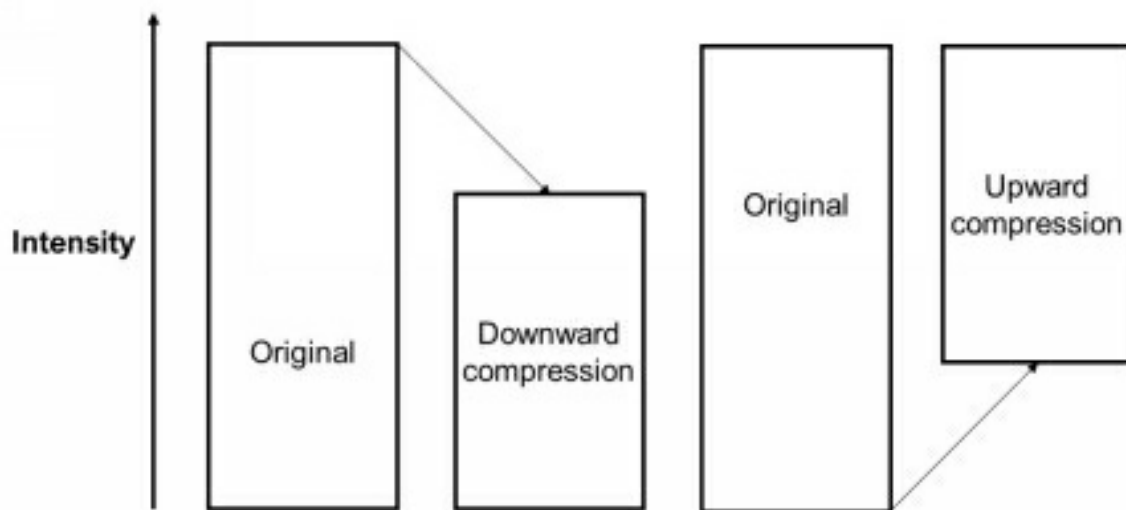 Intensity
Original
Downward
compression
Original
Upward
compression